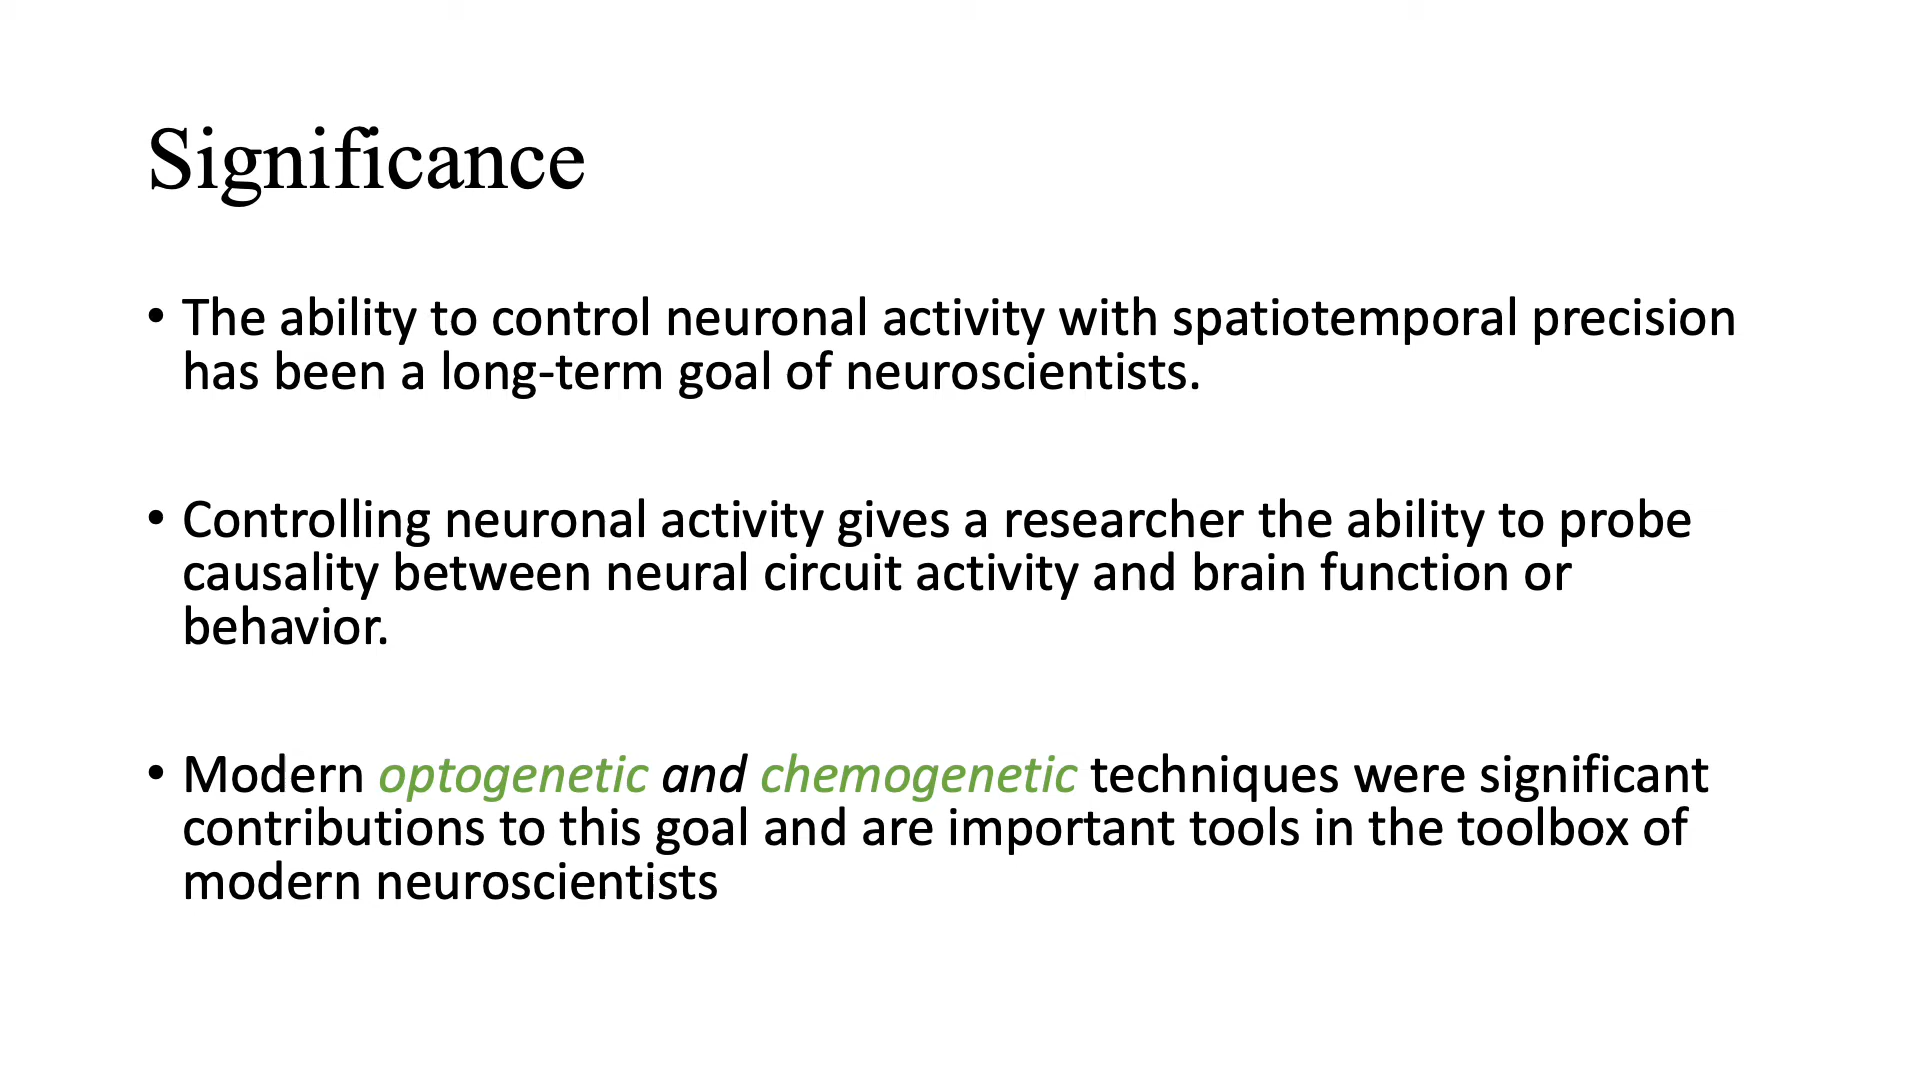 Significance
• The ability to control neuronal activity with spatiotemporal precision
has been a long-term goal of neuroscientists.
• Controlling neuronal activity gives a researcher the ability to probe
causality between neural circuit activity and brain function or
behavior.
• Modern optogenetic and chemogenetic techniques were significant
contributions to this goal and are important tools in the toolbox of
modern neuroscientists